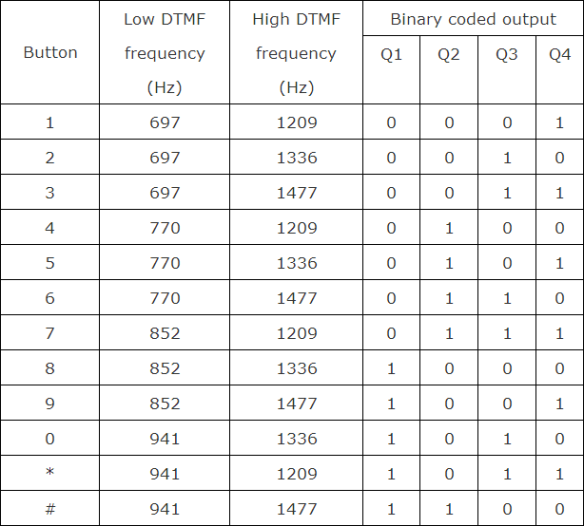 Button Low DTMF frequency (Hz) High DTMF frequency (Hz) Binary coded output
Q1 Q2 Q3 Q4
1 697 1209 0 0 0 1
2 697 1336 0 0 1 0
3 697 1477 0 0 1 1
4 770 1209 0 1 0 0
5 770 1336 0 1 0 1
6 770 1477 0 1 1 0
7 852 1209 0 1 1 1
8 852 1336 1 0 0 0
9 852 1477 1 0 0 1
0 941 1336 1 0 1 0
* 941 1209 1 0 1 1
# 941 1477 1 1 0 0